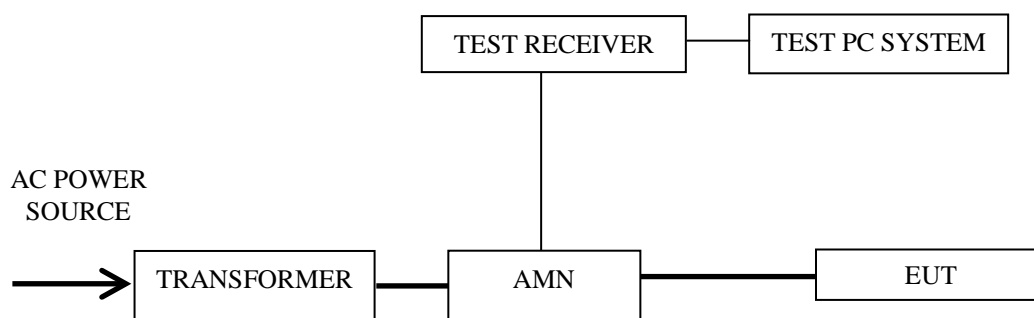 TEST RECEIVER
TEST PC SYSTEM
AC POWER
SOURCE
TRANSFORMER
AMN
EUT